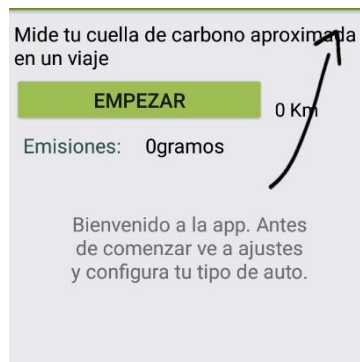 Mide tu cuella de carbono aproximada
en un viaje
EMPEZAR
0 Km
Emisiones: 0gramos
Bienvenido a la app. Antes
de comenzar ve a ajustes
y configura tu tipo de auto.